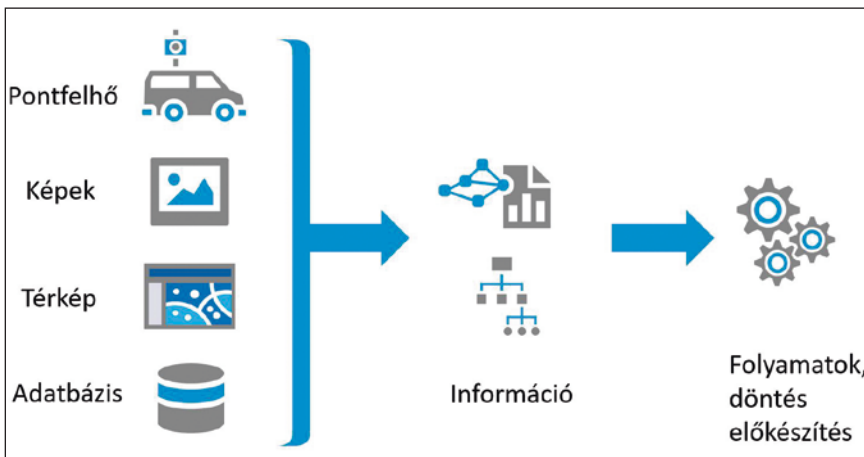 Pontfelhő
Képek
Térkép
Adatbázis
Információ
Folyamatok,
döntés
előkészítés